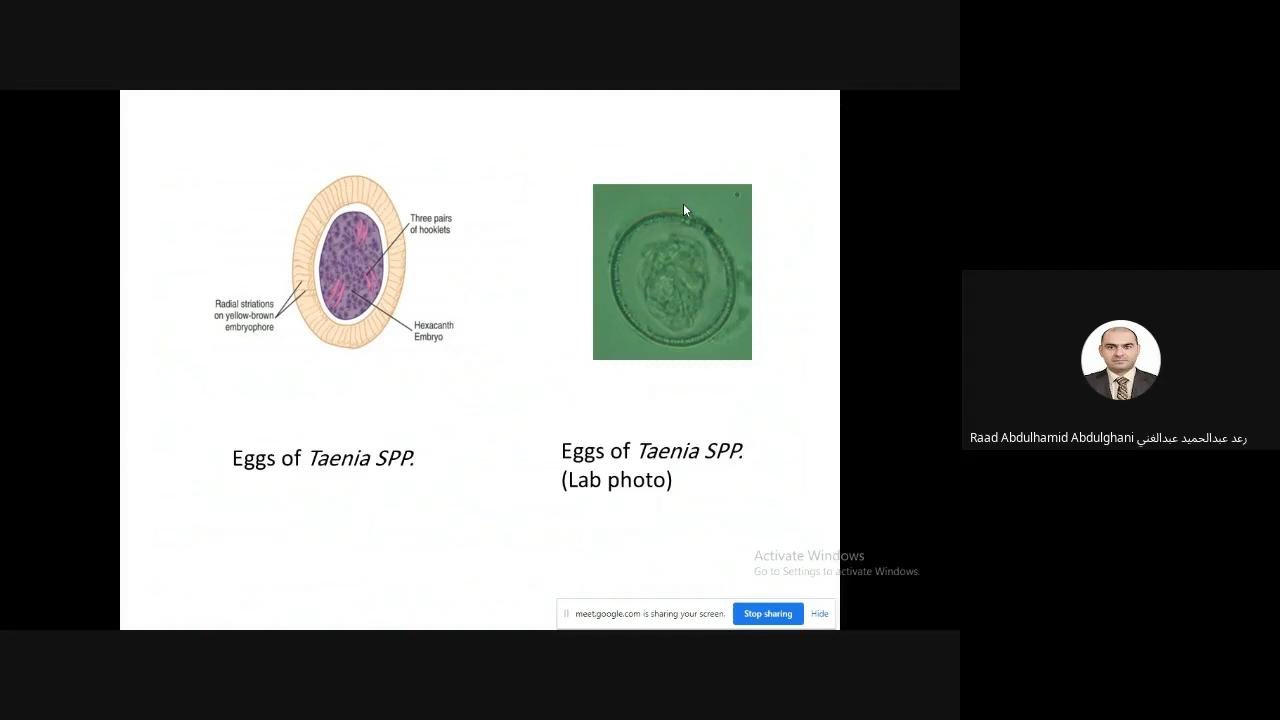 Three pairs
of hooklets
Radial striations
on yellow-brown
embryophore
Hexacanth
Embryo
Eggs of Taenia SPP.
Eggs of Taenia SPP.
(Lab photo)
Raad Abdulhamid Abdulghani رعد عبدالحميد عبدالغني
Activate Windows
Go to Settings to activate Windows.
meet.google.com is sharing your screen.
Stop sharing
Hide